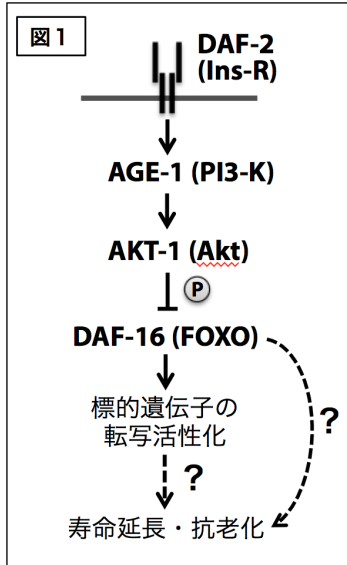 図1
DAF-2
(Ins-R)
AGE-1 (PI3-K)
AKT-1 (Akt)
P
DAF-16 (FOXO)
標的遺伝子の
転写活性化
?
?
寿命延長・抗老化